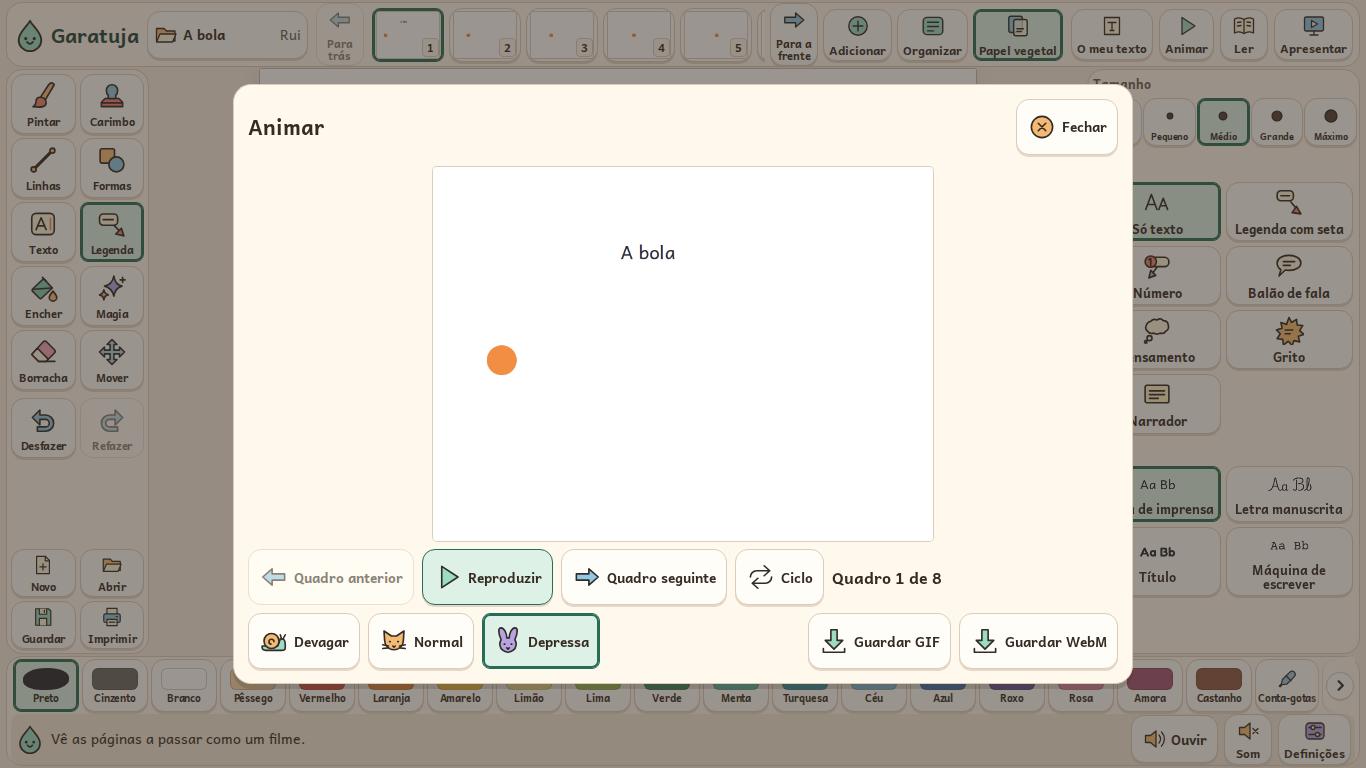 Garatuja
A bola
Rui
Para trás
1
2
3
4
5
Para a frente
Adicionar
Organizar
Papel vegetal
O meu texto
Animar
Ler
Apresentar
Pintar
Carimbo
Linhas
Formas
Texto
Legenda
Encher
Magia
Borracha
Mover
Desfazer
Refazer
Novo
Abrir
Guardar
Imprimir
Animar
Fechar
A bola
Quadro anterior
Reproduzir
Quadro seguinte
Ciclo
Quadro 1 de 8
Devagar
Normal
Depressa
Guardar GIF
Guardar WebM
Pequeno
Médio
Grande
Máximo
Só texto
Legenda com seta
Número
Balão de fala
Grito
Narrador
Aa Bb
de imprensa
Aa Bb
Letra manuscrita
Aa Bb
Título
Aa Bb
Máquina de escrever
Preto
Cinzento
Branco
Pêssego
Vermelho
Laranja
Amarelo
Limão
Lima
Verde
Menta
Turquesa
Céu
Azul
Roxo
Rosa
Amora
Castanho
Conta-gotas
Vê as páginas a passar como um filme.
Ouvir
Som
Definições